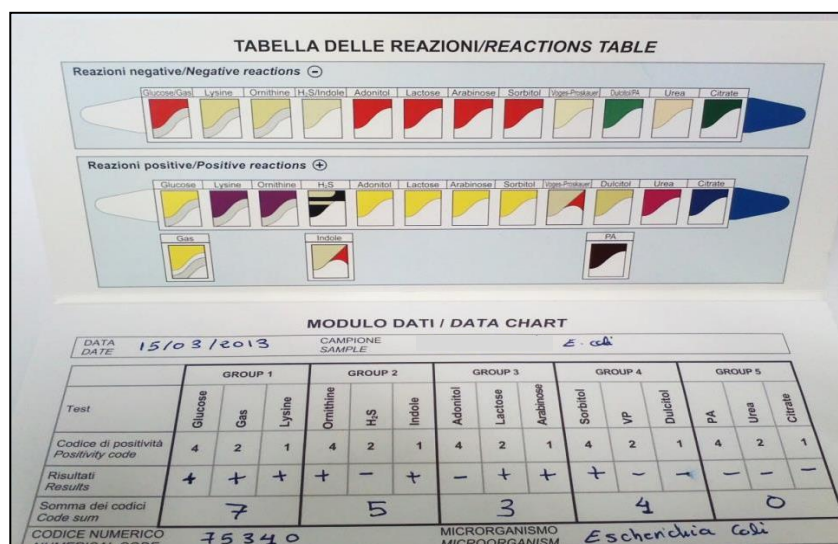 TABELLA DELLE REAZIONI/REACTIONS TABLE
Reazioni negative/Negative reactions ⊖
Glucose/Gas Lysine Ornithine H₂S/Indole Adonitol Lactose Arabinose Sorbitol Voges-Proskauer Dulcitol/PA Urea Citrate
Reazioni positive/Positive reactions ⊕
Glucose Lysine Ornithine H₂S Adonitol Lactose Arabinose Sorbitol Voges-Proskauer Dulcitol Urea Citrate
Gas Indole PA
MODULO DATI / DATA CHART
DATA 15/03/2013 CAMPIONE E. coli
DATE SAMPLE
GROUP 1 GROUP 2 GROUP 3 GROUP 4 GROUP 5
Test Glucose Gas Lysine Ornithine H₂S Indole Adonitol Lactose Arabinose Sorbitol VP Dulcitol PA Urea Citrate
Codice di positività
Positivity code 4 2 1 4 2 1 4 2 1 4 2 1 4 2 1
Risultati
Results + + + + - + - + + + - - - - -
Somma dei codici
Code sum 7 5 3 4 0
CODICE NUMERICO 75340 MICRORGANISMO Escherichia Coli
NUMERICAL CODE MICROORGANISM